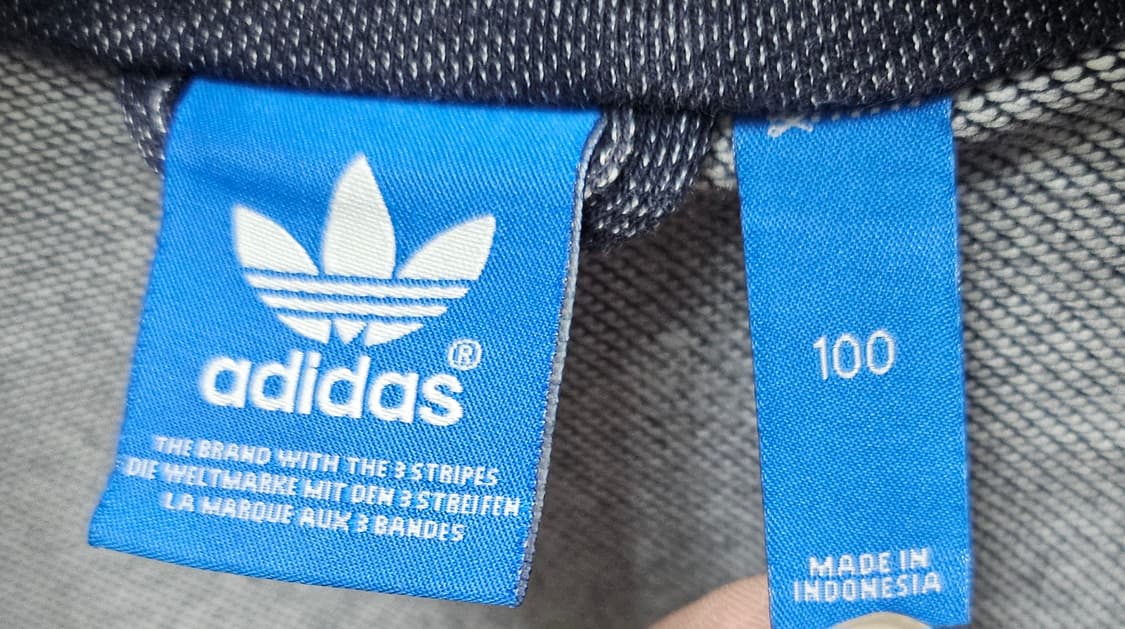 adidas®
THE BRAND WITH THE 3 STRIPES
DIE WELTMARKE MIT DEN 3 STREIFEN
LA MARQUE AUX 3 BANDES
100
MADE IN
INDONESIA